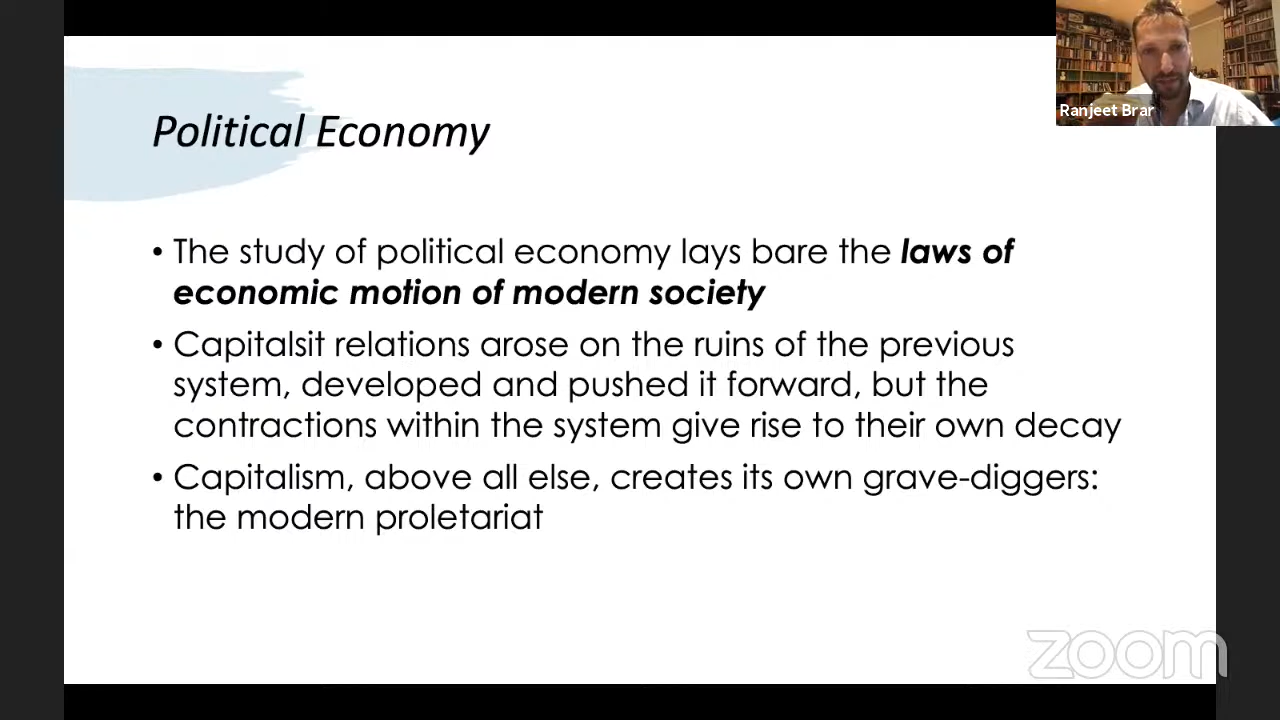 Ranjeet Brar
Political Economy
• The study of political economy lays bare the laws of
economic motion of modern society
• Capitalsit relations arose on the ruins of the previous
system, developed and pushed it forward, but the
contractions within the system give rise to their own decay
• Capitalism, above all else, creates its own grave-diggers:
the modern proletariat
zoom